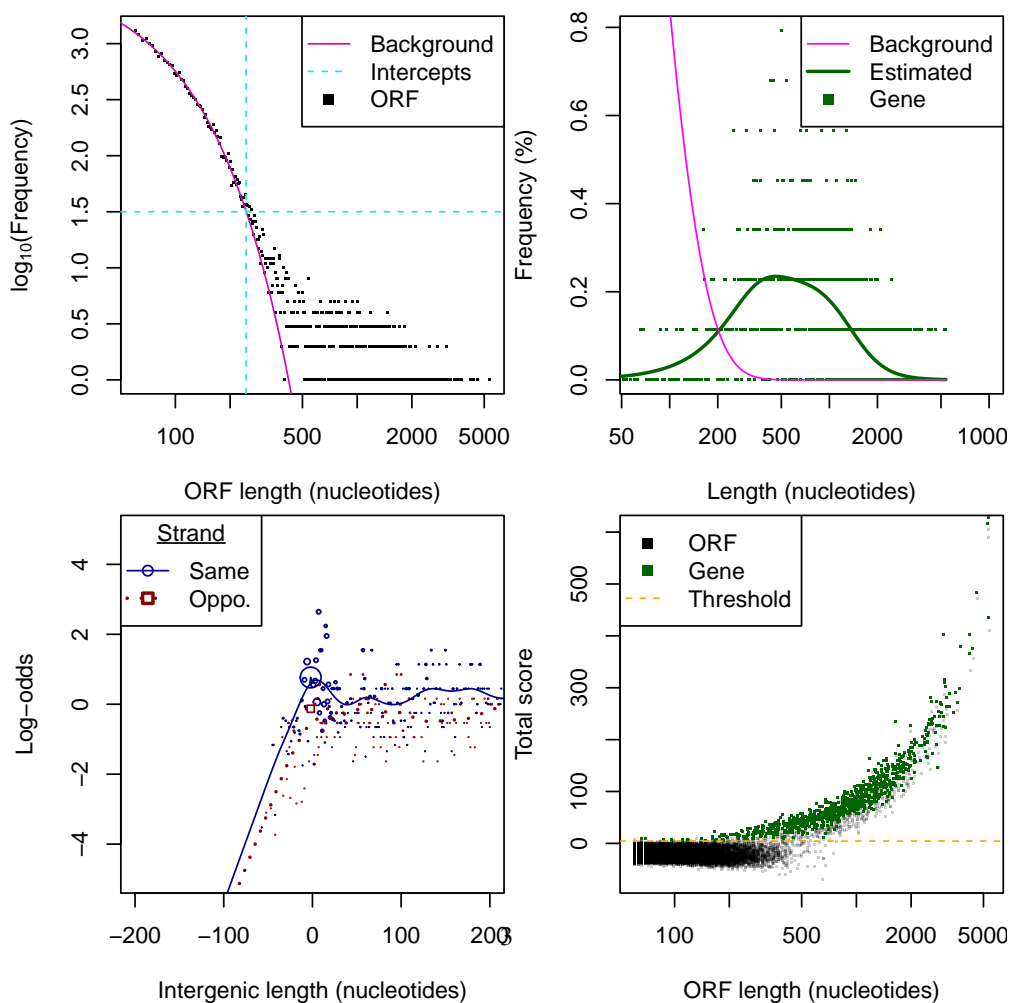 log10(Frequency)
3.0
2.5
2.0
1.5
1.0
0.5
0.0
Background
Intercepts
ORF
100
500
2000
5000
ORF length (nucleotides)
Frequency (%)
0.8
0.6
0.4
0.2
0.0
Background
Estimated
Gene
50
200
500
2000
1000
Length (nucleotides)
Log−odds
4
2
0
−2
−4
Strand
Same
Oppo.
−200
−100
0
100
Intergenic length (nucleotides)
Total score
500
300
100
0
ORF
Gene
Threshold
100
500
2000
5000
ORF length (nucleotides)